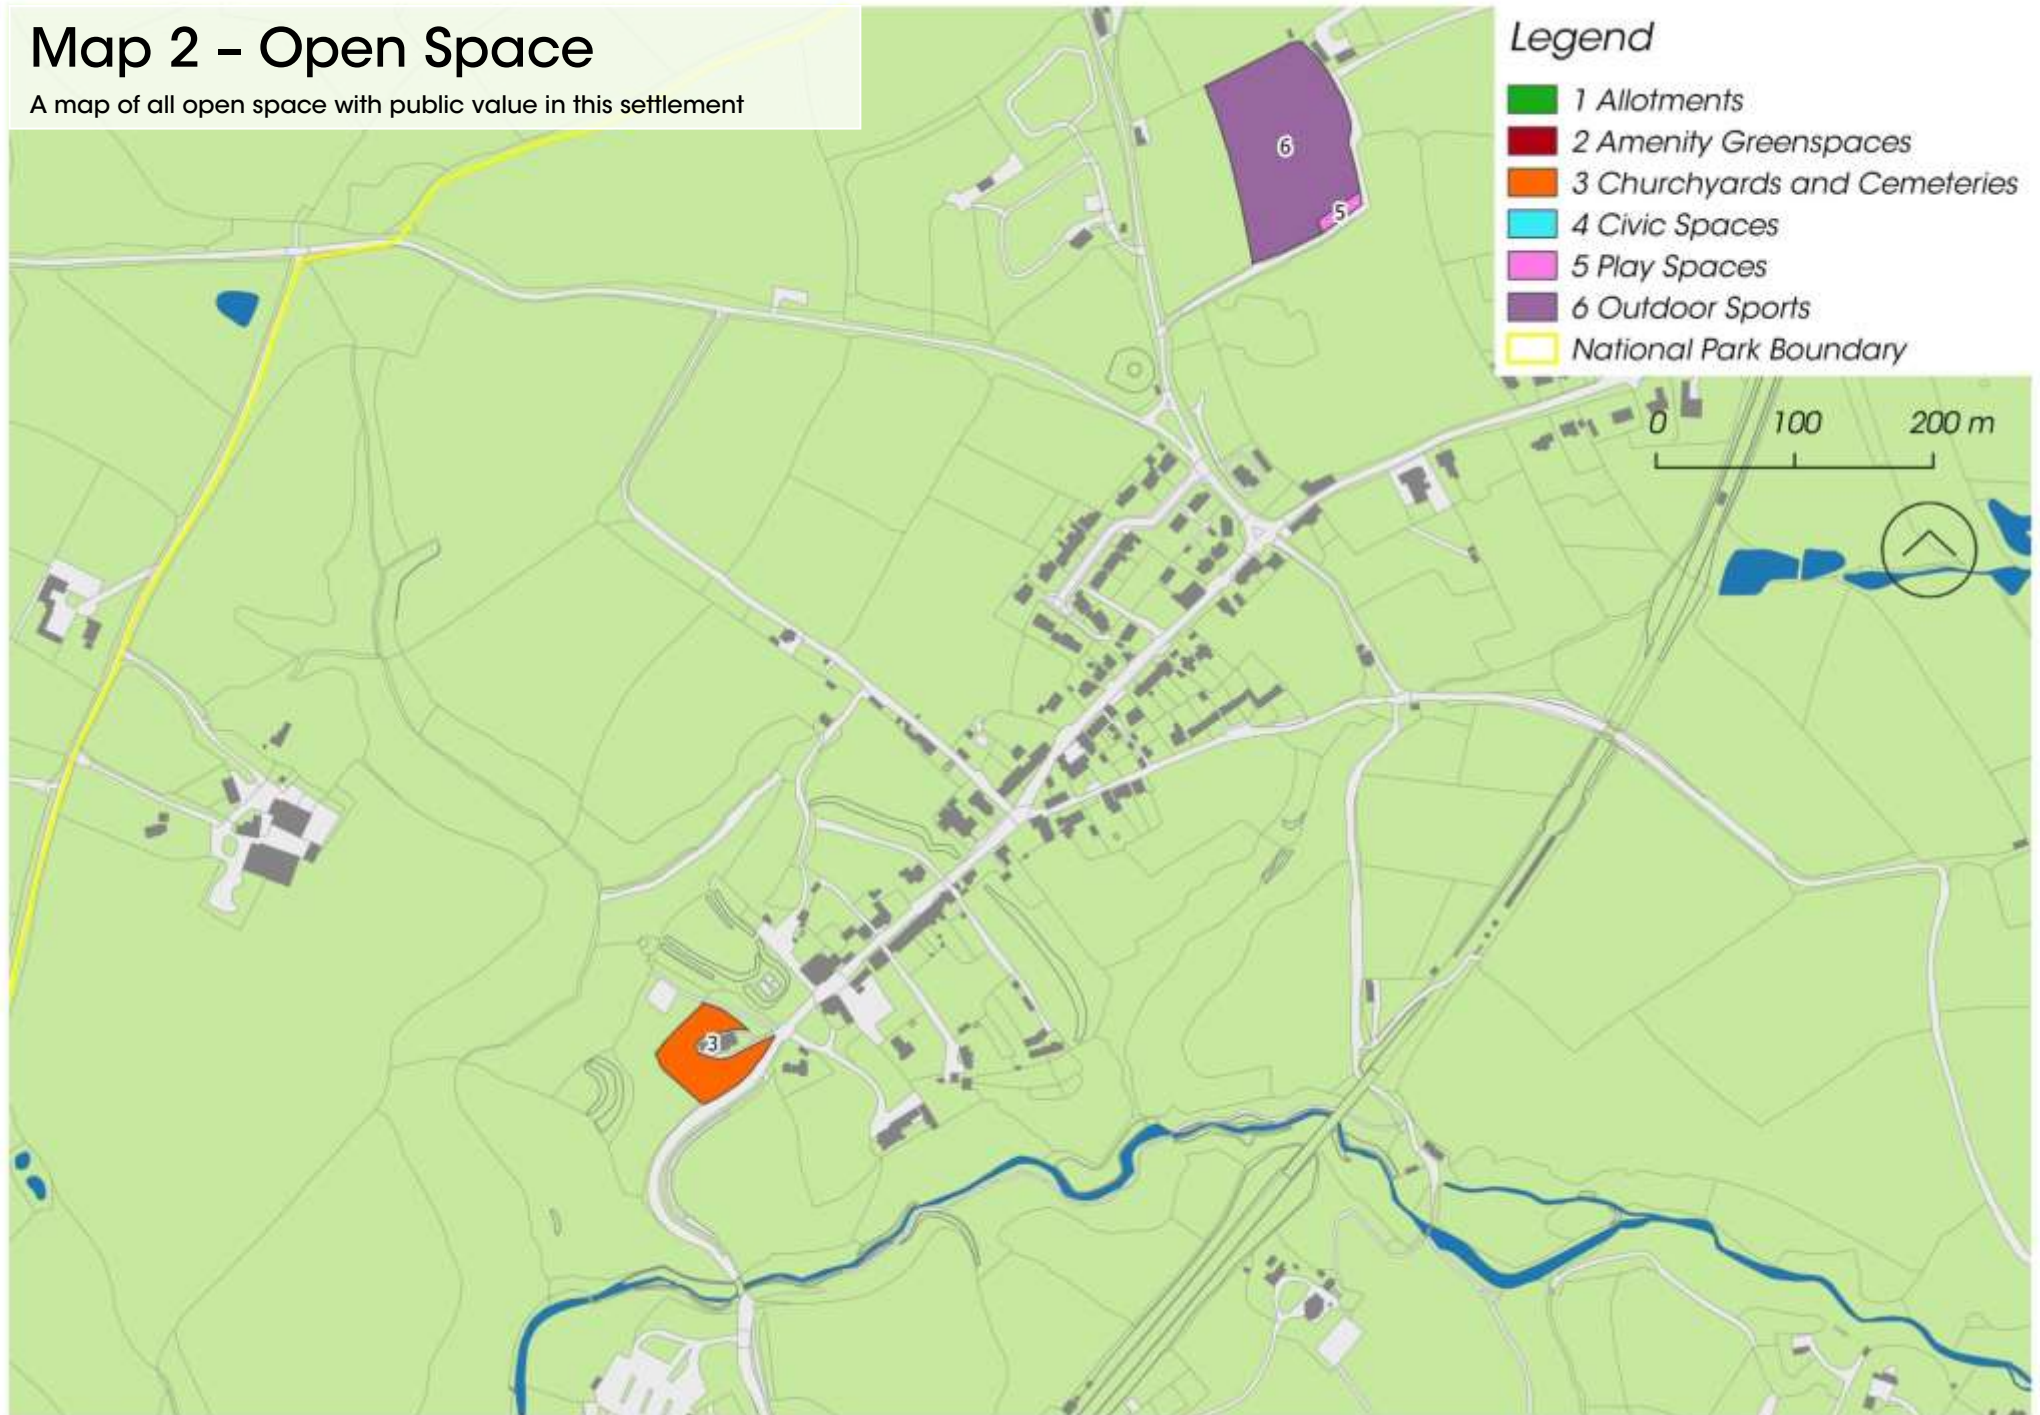 Map 2 – Open Space
A map of all open space with public value in this settlement
Legend
1 Allotments
2 Amenity Greenspaces
3 Churchyards and Cemeteries
4 Civic Spaces
5 Play Spaces
6 Outdoor Sports
National Park Boundary
0 100 200 m
6
5
3